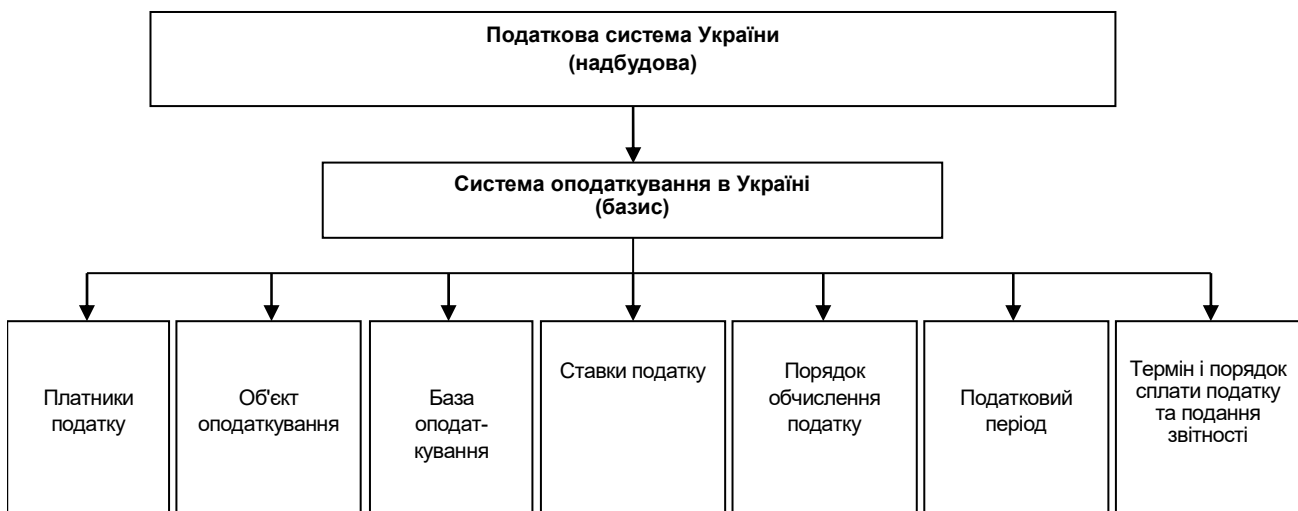 Податкова система України
(надбудова)
Система оподаткування в Україні
(базис)
Платники
податку
Об'єкт
оподаткування
База
оподат-
кування
Ставки податку
Порядок
обчислення
податку
Податковий
період
Термін і порядок
сплати податку
та подання
звітності